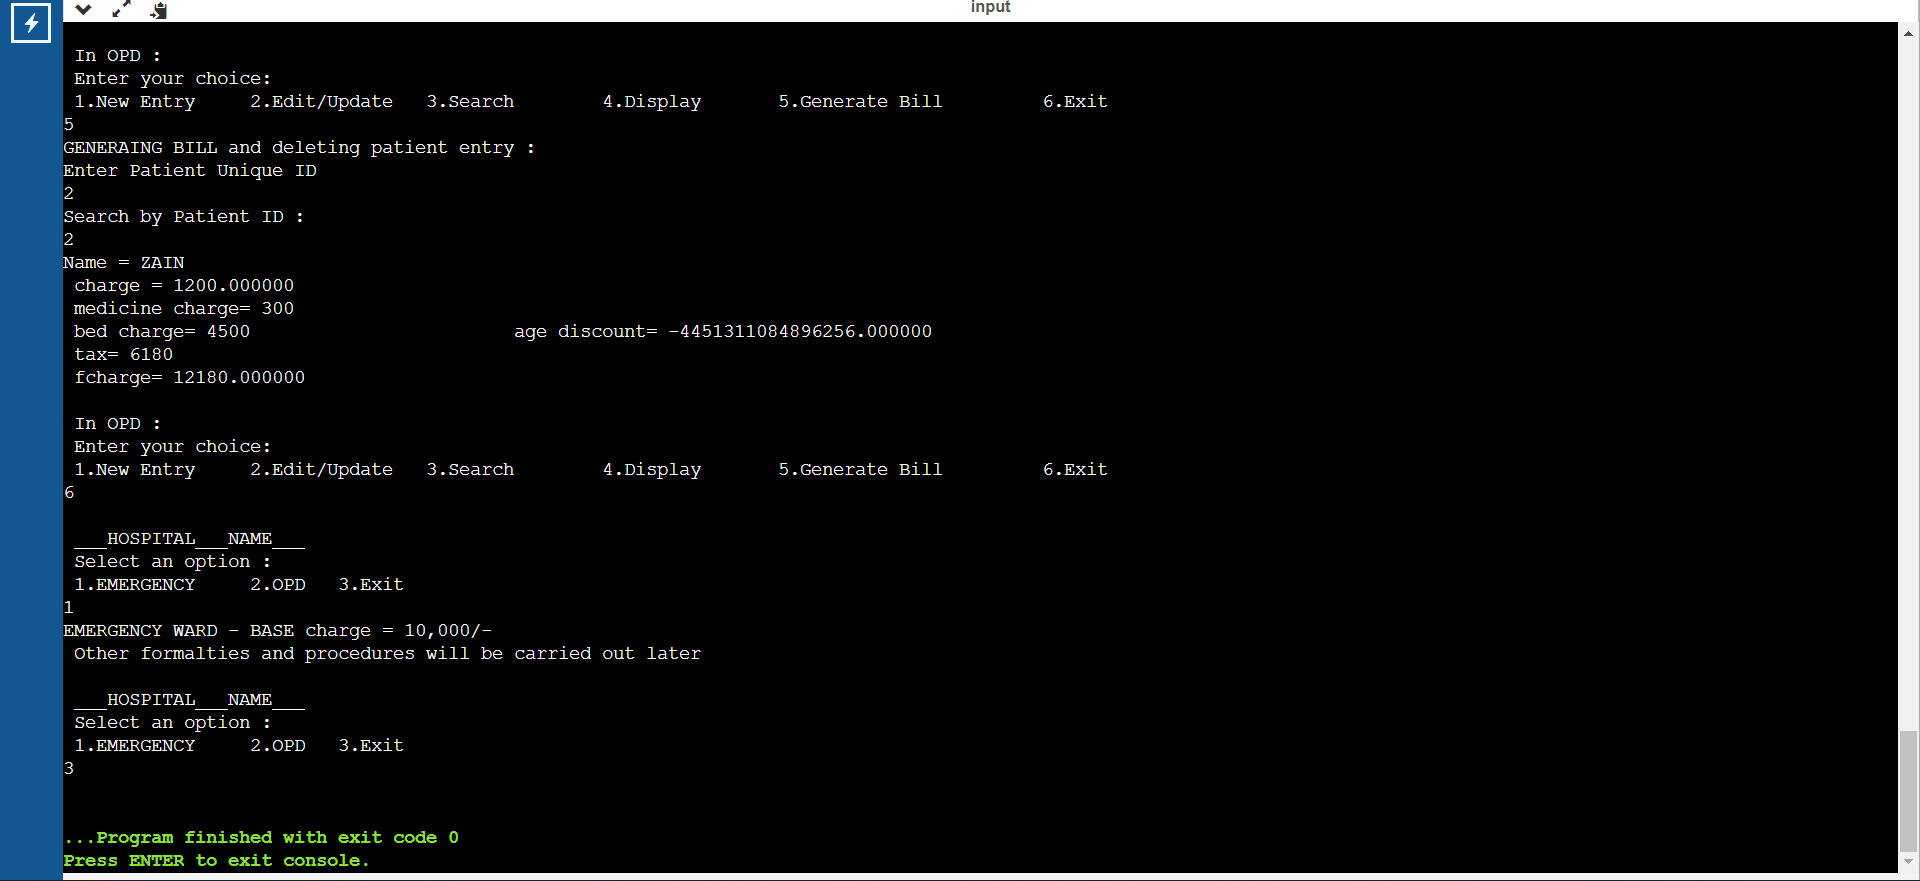 input
In OPD :
Enter your choice:
1.New Entry     2.Edit/Update   3.Search        4.Display       5.Generate Bill         6.Exit
5
GENERAING BILL and deleting patient entry :
Enter Patient Unique ID
2
Search by Patient ID :
2
Name = ZAIN
charge = 1200.000000
medicine charge= 300
bed charge= 4500                        age discount= -4451311084896256.000000
tax= 6180
fcharge= 12180.000000
In OPD :
Enter your choice:
1.New Entry     2.Edit/Update   3.Search        4.Display       5.Generate Bill         6.Exit
6
___HOSPITAL___NAME___
Select an option :
1.EMERGENCY     2.OPD   3.Exit
1
EMERGENCY WARD - BASE charge = 10,000/-
Other formalties and procedures will be carried out later
___HOSPITAL___NAME___
Select an option :
1.EMERGENCY     2.OPD   3.Exit
3
...Program finished with exit code 0
Press ENTER to exit console.